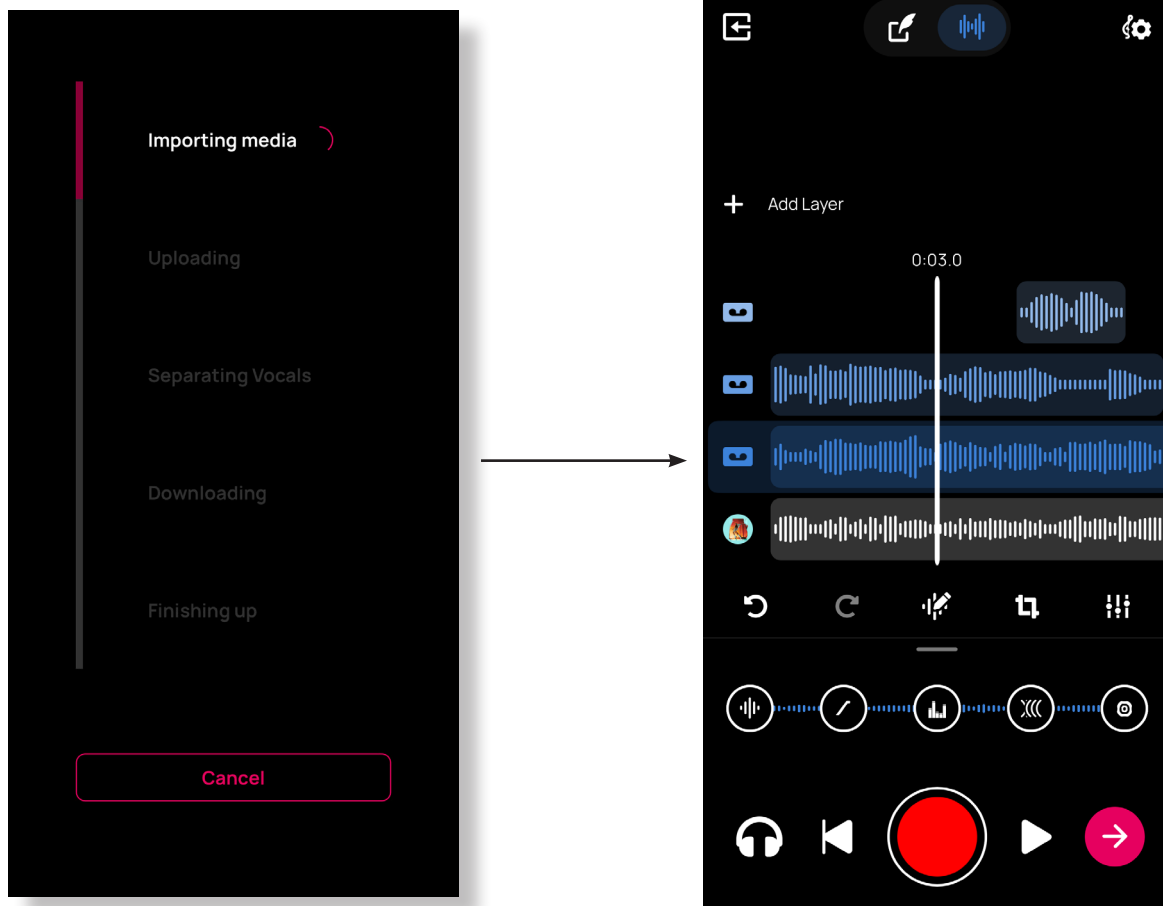 Importing media
Uploading
Separating Vocals
Downloading
Finishing up
Cancel
Add Layer
0:03.0